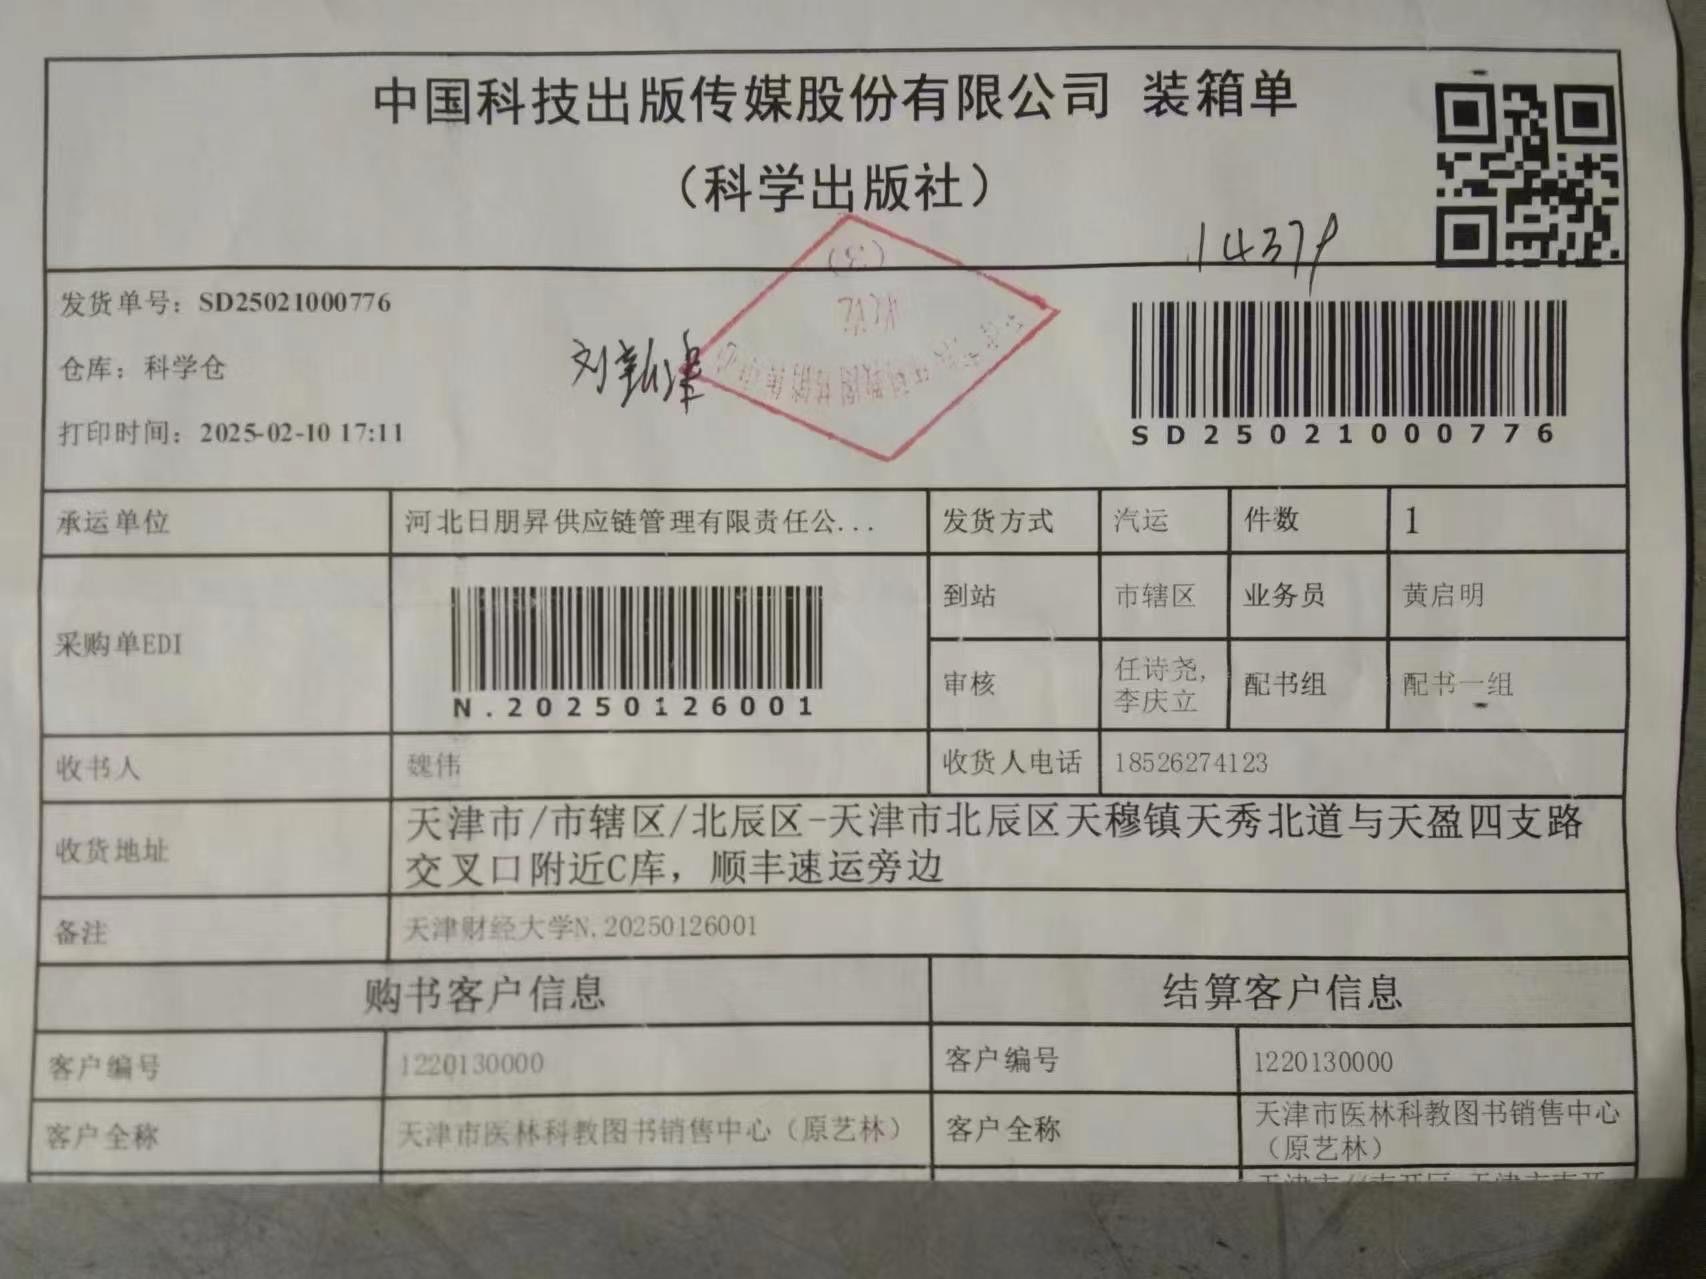 中国科技出版传媒股份有限公司 装箱单
（科学出版社）
发货单号：SD25021000776
仓库：科学仓
打印时间：2025-02-10 17:11
SD25021000776
承运单位 河北日朋昇供应链管理有限责任公... 发货方式 汽运 件数 1
采购单EDI N.20250126001
到站 市辖区 业务员 黄启明
审核 任诗尧,
李庆立 配书组 配书一组
收书人 魏伟 收货人电话 18526274123
收货地址 天津市/市辖区/北辰区-天津市北辰区天穆镇天秀北道与天盈四支路
交叉口附近C库，顺丰速运旁边
备注 天津财经大学N.20250126001
购书客户信息 结算客户信息
客户编号 1220130000 客户编号 1220130000
客户全称 天津市医林科教图书销售中心（原艺林） 客户全称 天津市医林科教图书销售中心
（原艺林）